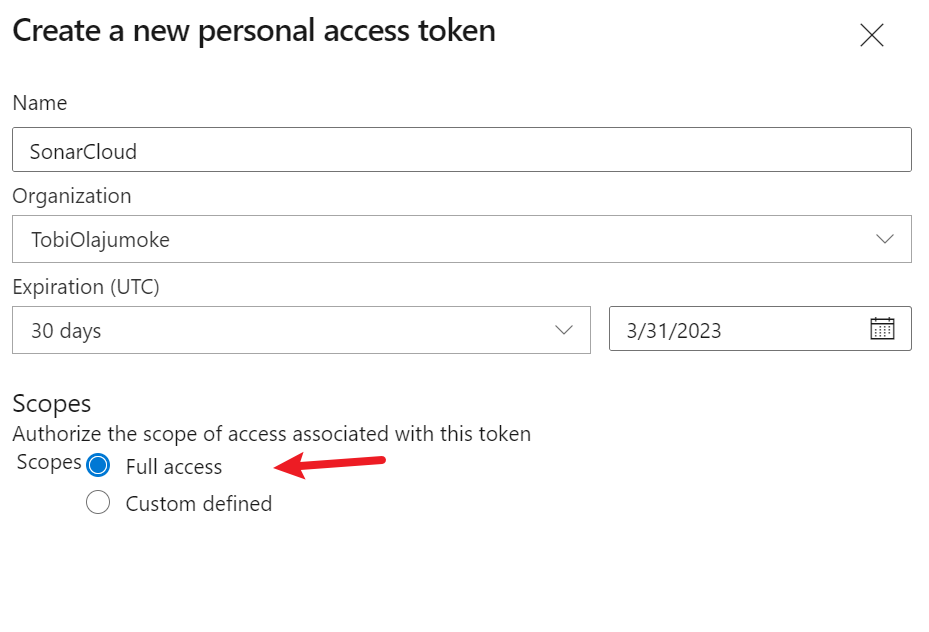 Create a new personal access token
Name
SonarCloud
Organization
TobiOlajumoke
Expiration (UTC)
30 days 3/31/2023
Scopes
Authorize the scope of access associated with this token
Scopes Full access
Custom defined